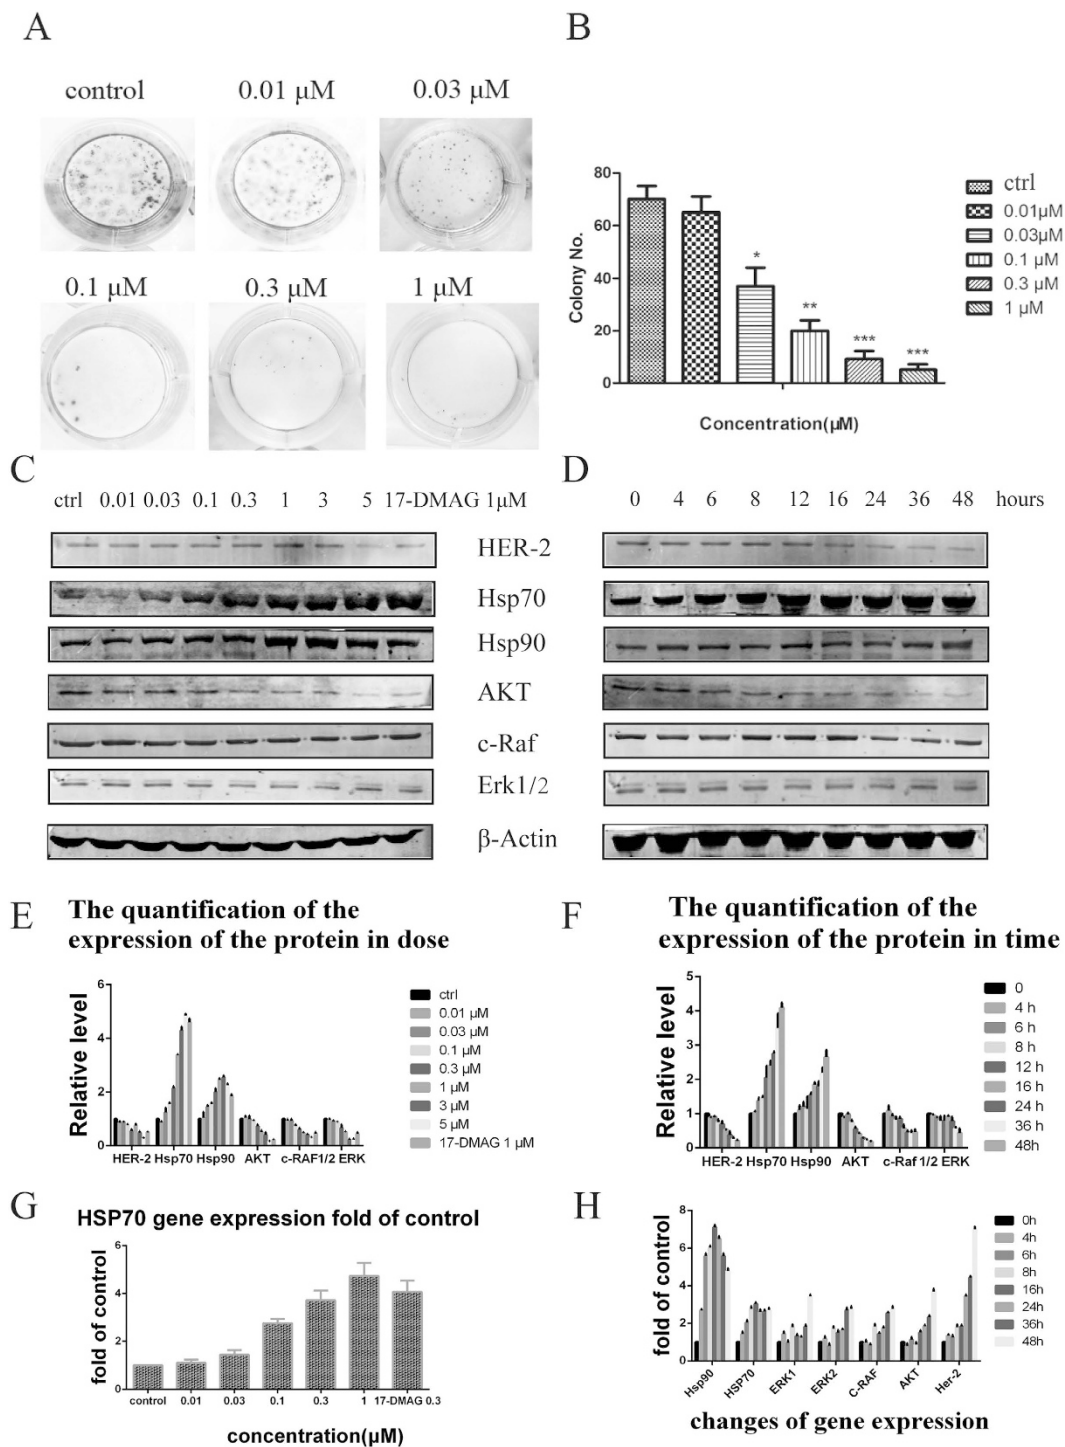 A
B
control
0.01 μM
0.03 μM
0.1 μM
0.3 μM
1 μM
80
60
40
20
0
Colony No.
*
**
***
***
Concentration(μM)
ctrl
0.01μM
0.03μM
0.1 μM
0.3 μM
1 μM
C
D
ctrl 0.01 0.03 0.1 0.3 1 3 5 17-DMAG 1μM
0 4 6 8 12 16 24 36 48 hours
HER-2
Hsp70
Hsp90
AKT
c-Raf
Erk1/2
β-Actin
E
The quantification of the
expression of the protein in dose
6
4
2
0
Relative level
HER-2 Hsp70 Hsp90 AKT c-RAF1/2 ERK
ctrl
0.01 μM
0.03 μM
0.1 μM
0.3 μM
1 μM
3 μM
5 μM
17-DMAG 1 μM
F
The quantification of the
expression of the protein in time
5
4
3
2
1
0
Relative level
HER-2 Hsp70 Hsp90 AKT c-Raf 1/2 ERK
0
4 h
6 h
8 h
12 h
16 h
24 h
36 h
48h
G
HSP70 gene expression fold of control
6
4
2
0
fold of control
control 0.01 0.03 0.1 0.3 1 17-DMAG 0.3
concentration(μM)
H
8
6
4
2
0
fold of control
Hsp90 HSP70 ERK1 ERK2 C-RAF AKT Her-2
changes of gene expression
0h
4h
6h
8h
16h
24h
36h
48h